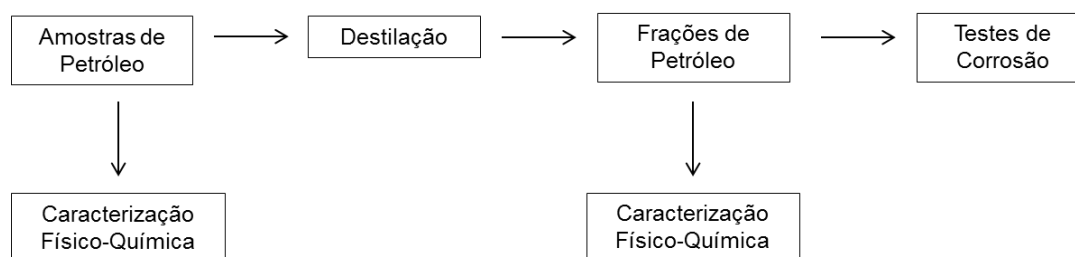 Amostras de
Petróleo
Destilação
Frações de
Petróleo
Testes de
Corrosão
Caracterização
Físico-Química
Caracterização
Físico-Química